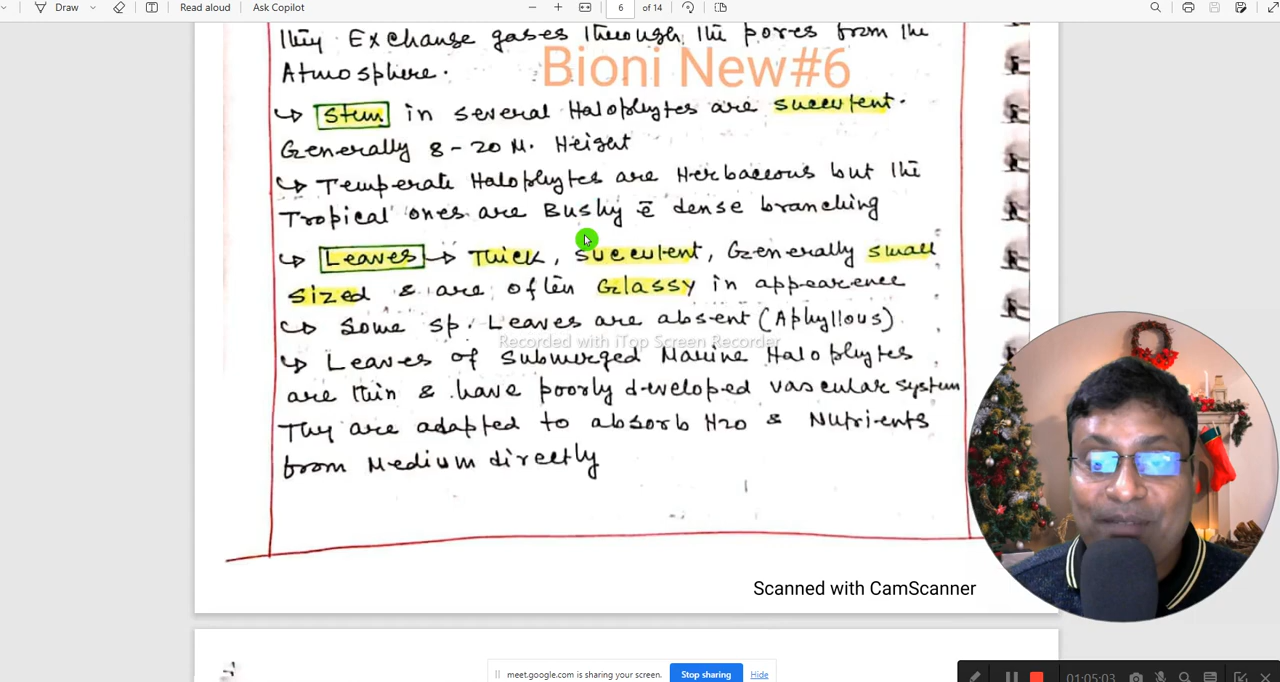 Draw
Read aloud
Ask Copilot
6 of 14
They Exchange gases through the pores from the
Atmosphere.
Bioni New#6
↳ Stem in several Halophytes are succulent.
Generally 8-20 M. Height
↳ Temperate Halophytes are Herbaceous but the
Tropical ones are Bushy c̄ dense branching
↳ Leaves → Thick, succulent, Generally small
sized & are often Glassy in appearence
↳ Some sp. Leaves are absent (Aphyllous)
Recorded with iTop Screen Recorder
↳ Leaves of submerged Marine Halophytes
are thin & have poorly developed vascular system
They are adapted to absorb H2O & Nutrients
from Medium directly
Scanned with CamScanner
meet.google.com is sharing your screen. Stop sharing Hide
01:05:03